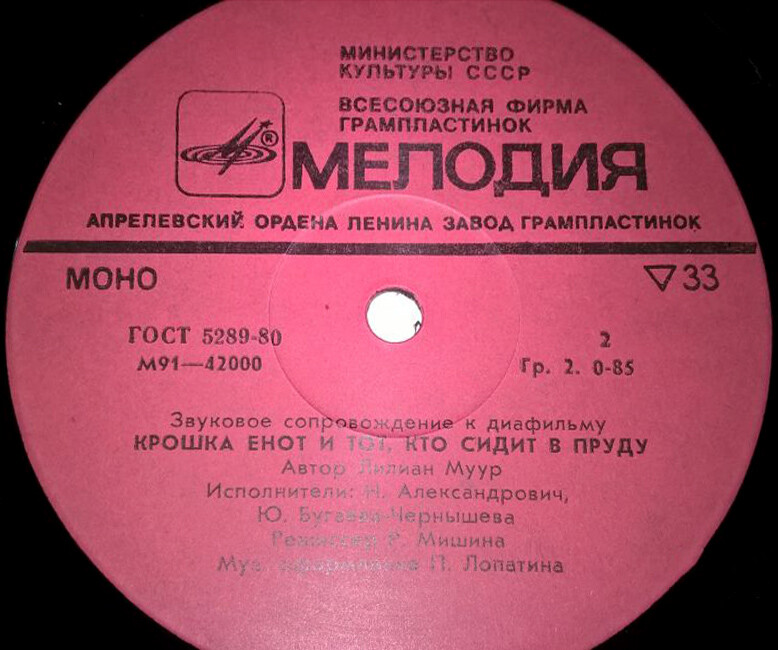 МИНИСТЕРСТВО
КУЛЬТУРЫ СССР
ВСЕСОЮЗНАЯ ФИРМА
ГРАМПЛАСТИНОК
®
МЕЛОДИЯ
АПРЕЛЕВСКИЙ ОРДЕНА ЛЕНИНА ЗАВОД ГРАМПЛАСТИНОК
МОНО
▽ 33
ГОСТ 5289-80
М91—42000
2
Гр. 2. 0-85
Звуковое сопровождение к диафильму
КРОШКА ЕНОТ И ТОТ, КТО СИДИТ В ПРУДУ
Автор Лилиан Муур
Исполнители: Н. Александрович,
Ю. Бугаева-Чернышева
Режиссер Р. Мишина
Муз. оформление П. Лопатина